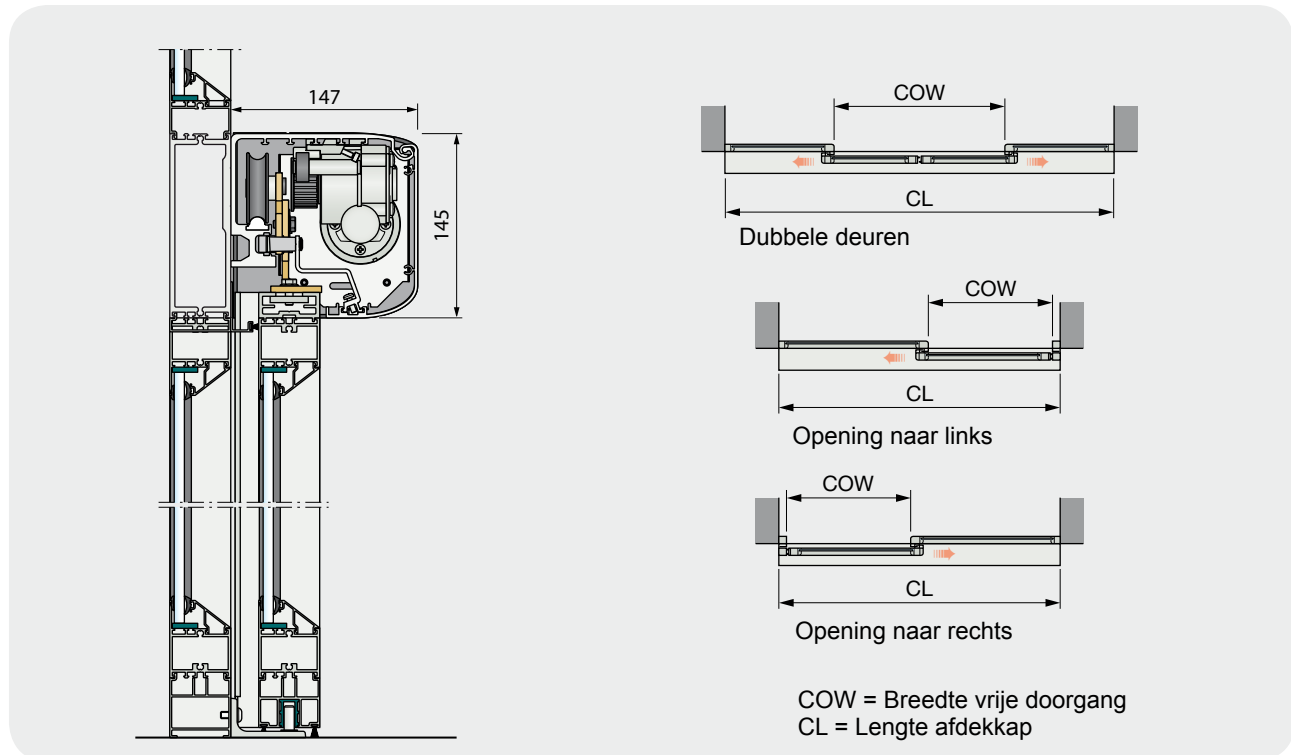 147
145
COW
CL
Dubbele deuren
COW
CL
Opening naar links
COW
CL
Opening naar rechts
COW = Breedte vrije doorgang
CL = Lengte afdekkap